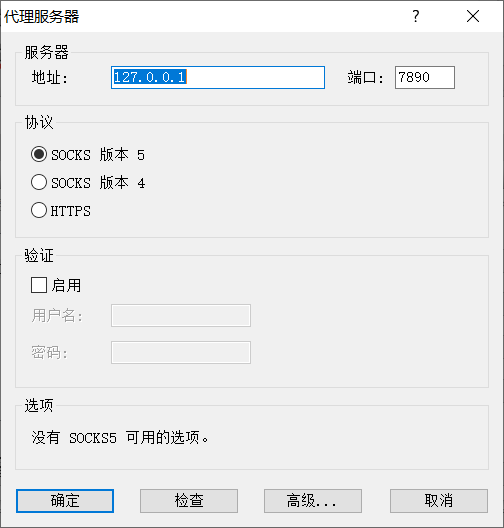 代理服务器
服务器
地址: 127.0.0.1 端口: 7890
协议
SOCKS 版本 5
SOCKS 版本 4
HTTPS
验证
启用
用户名:
密码:
选项
没有 SOCKS5 可用的选项。
确定 检查 高级... 取消